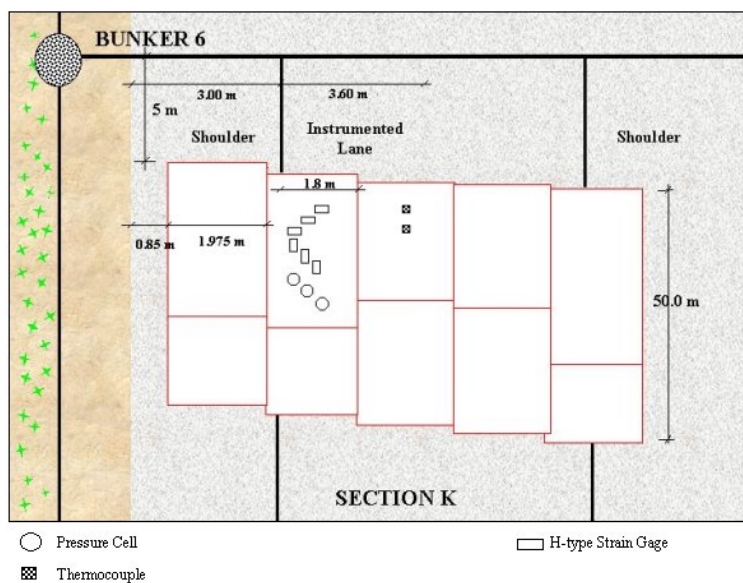 BUNKER 6
3.00 m
3.60 m
5 m
Shoulder
Instrumented
Lane
Shoulder
1.8 m
0.85 m
1.975 m
50.0 m
SECTION K
Pressure Cell
H-type Strain Gage
Thermocouple